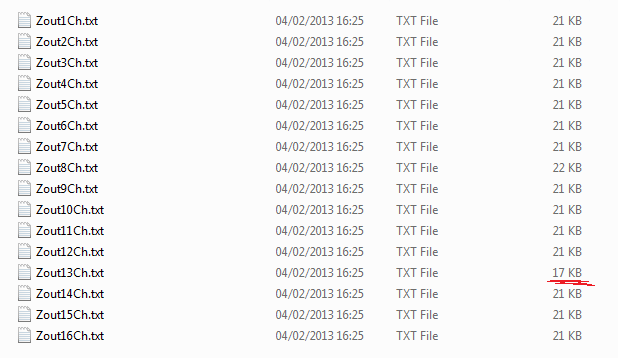 Zout1Ch.txt 04/02/2013 16:25 TXT File 21 KB
Zout2Ch.txt 04/02/2013 16:25 TXT File 21 KB
Zout3Ch.txt 04/02/2013 16:25 TXT File 21 KB
Zout4Ch.txt 04/02/2013 16:25 TXT File 21 KB
Zout5Ch.txt 04/02/2013 16:25 TXT File 21 KB
Zout6Ch.txt 04/02/2013 16:25 TXT File 21 KB
Zout7Ch.txt 04/02/2013 16:25 TXT File 21 KB
Zout8Ch.txt 04/02/2013 16:25 TXT File 22 KB
Zout9Ch.txt 04/02/2013 16:25 TXT File 21 KB
Zout10Ch.txt 04/02/2013 16:25 TXT File 21 KB
Zout11Ch.txt 04/02/2013 16:25 TXT File 21 KB
Zout12Ch.txt 04/02/2013 16:25 TXT File 21 KB
Zout13Ch.txt 04/02/2013 16:25 TXT File 17 KB
Zout14Ch.txt 04/02/2013 16:25 TXT File 21 KB
Zout15Ch.txt 04/02/2013 16:25 TXT File 21 KB
Zout16Ch.txt 04/02/2013 16:25 TXT File 21 KB